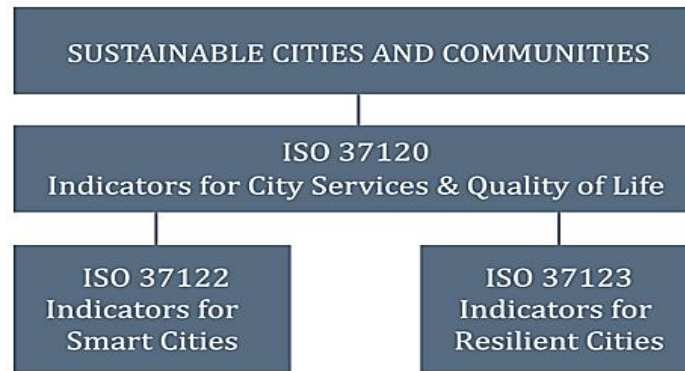 SUSTAINABLE CITIES AND COMMUNITIES
ISO 37120
Indicators for City Services & Quality of Life
ISO 37122
Indicators for
Smart Cities
ISO 37123
Indicators for
Resilient Cities